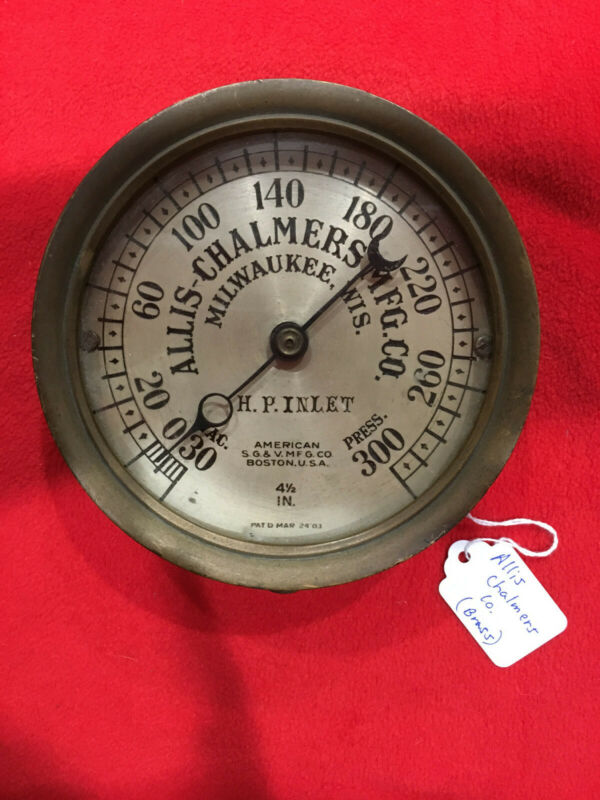 140
100 180
60 220
20 260
0
30 300
ALLIS-CHALMERS MFG.CO.
MILWAUKEE, WIS.
H. P. INLET
AC. PRESS.
AMERICAN
S.G.& V. MFG.CO.
BOSTON.U.S.A.
4½
IN.
PAT'D MAR 24 03
Allis
Chalmers
Co.
(Brass)